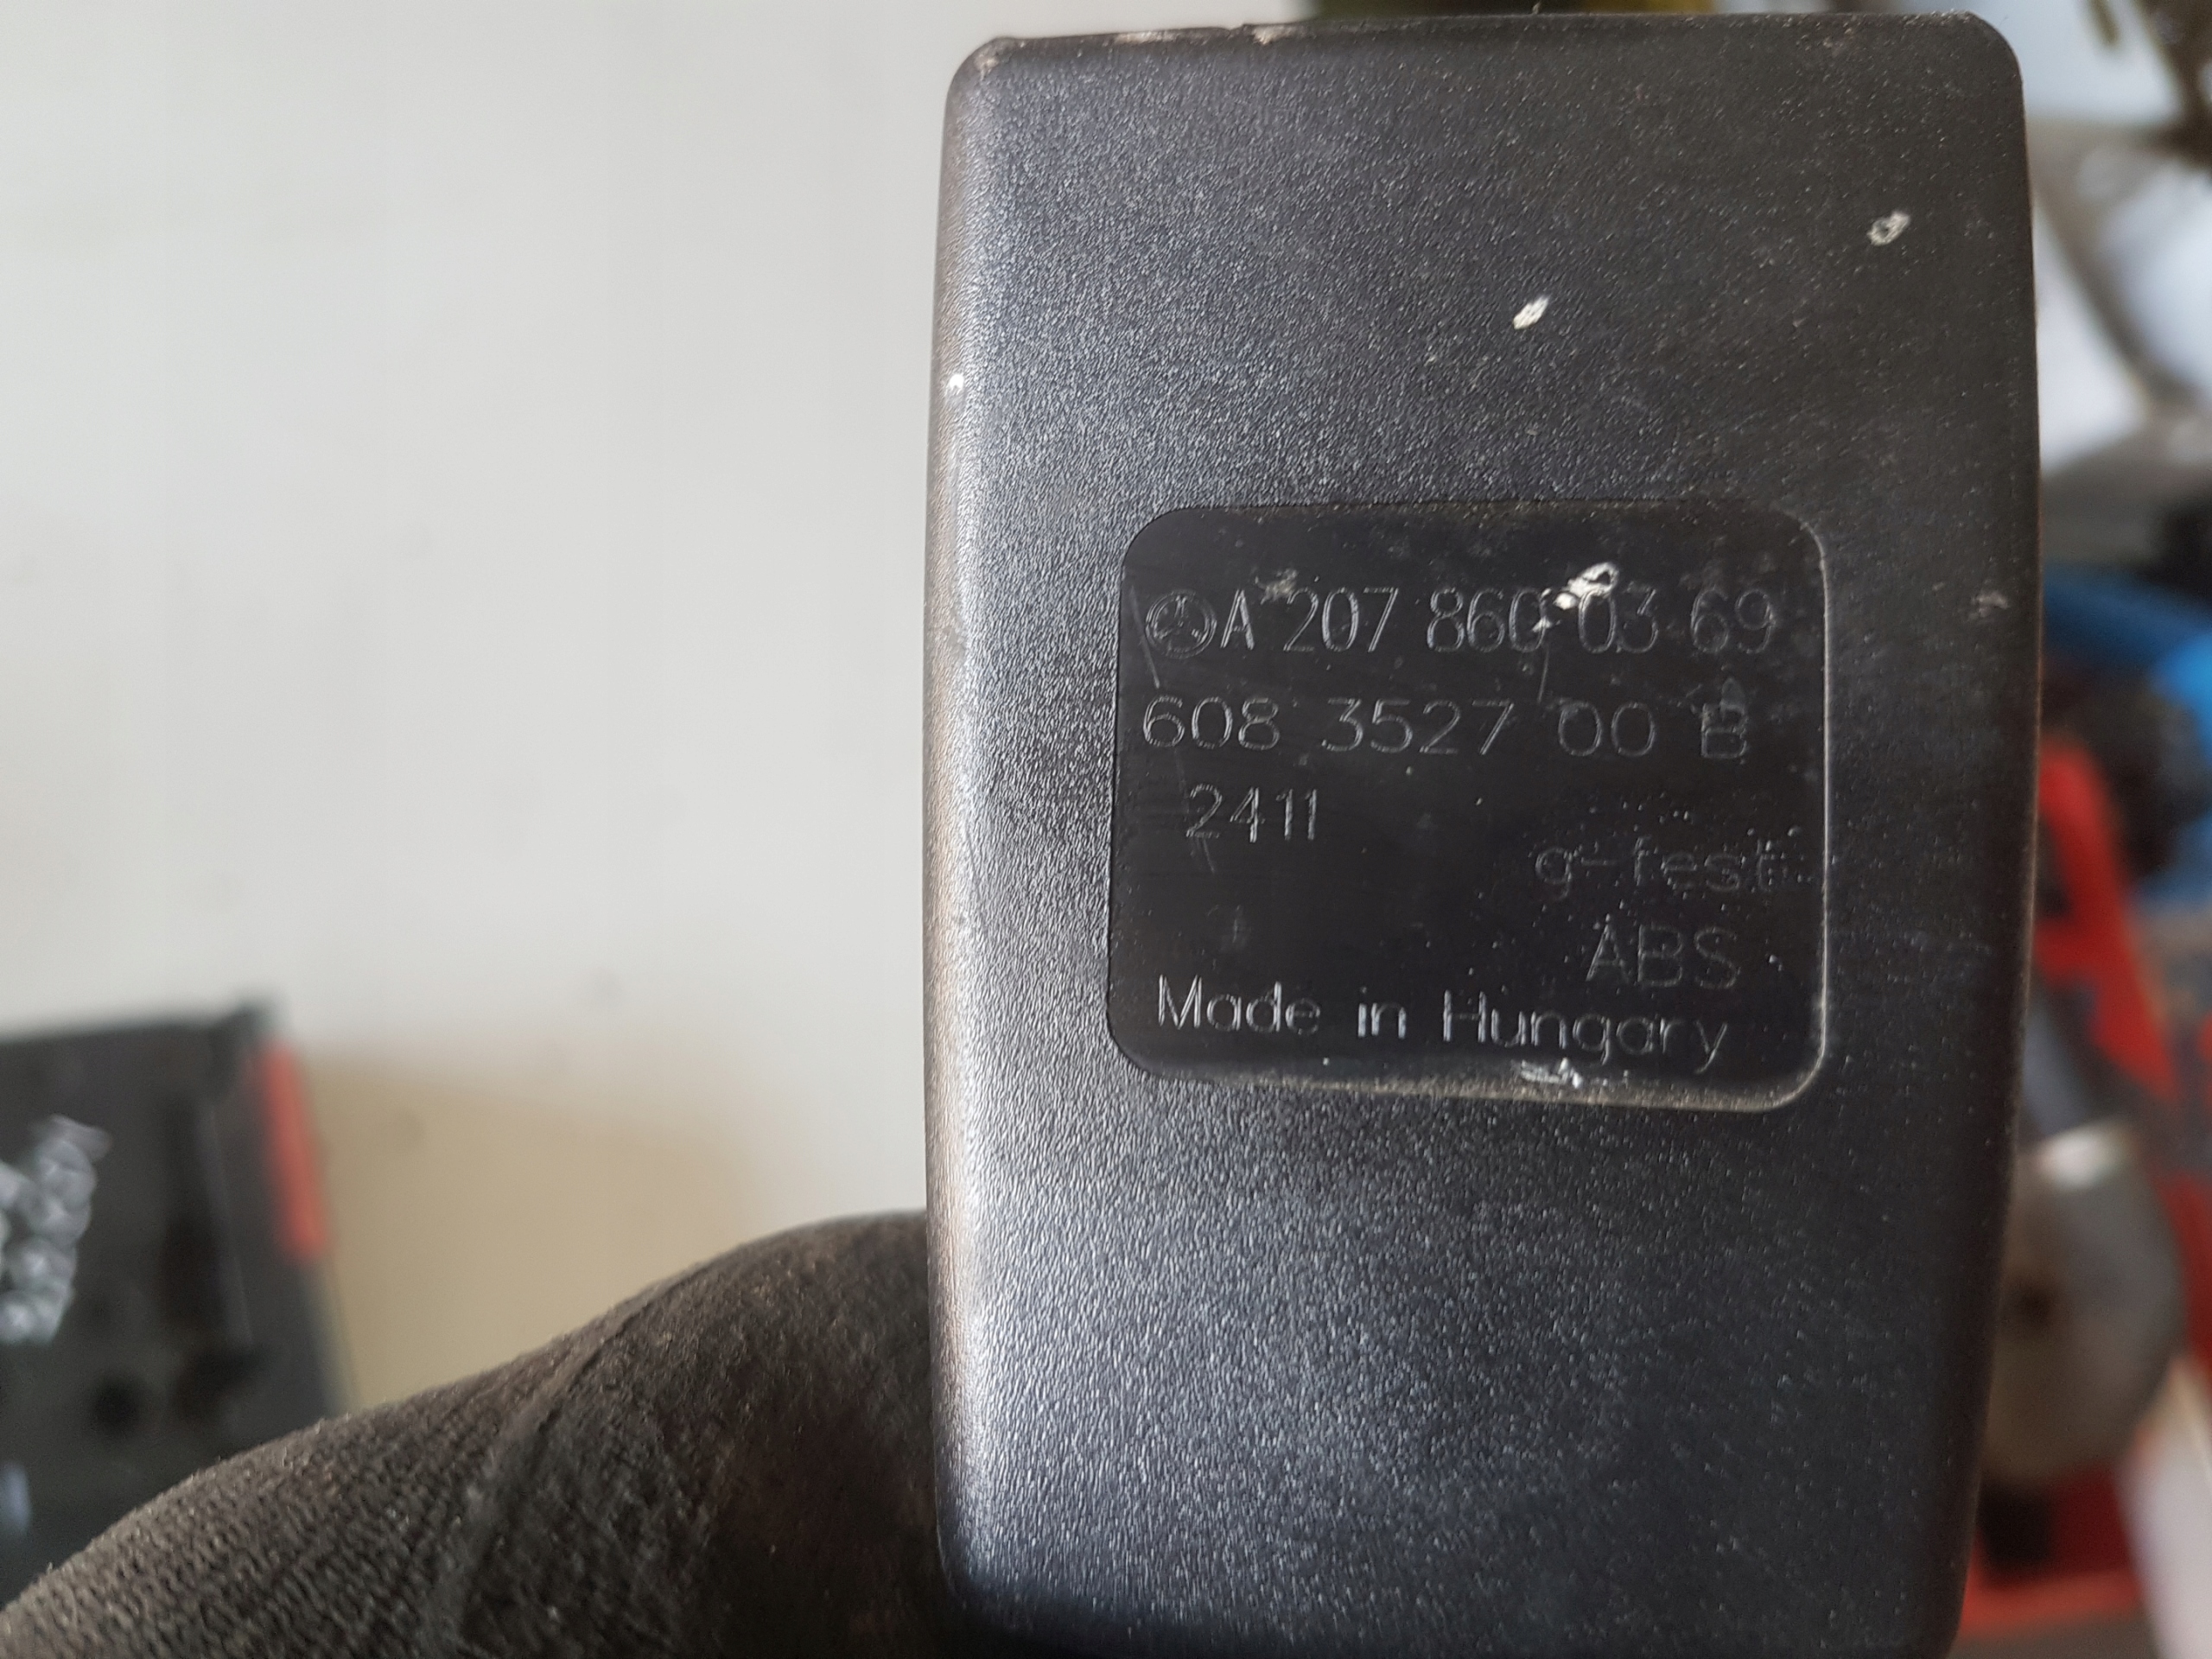 A 207 860 03 69
608 3527 00 B
2411
g-test
ABS
Made in Hungary